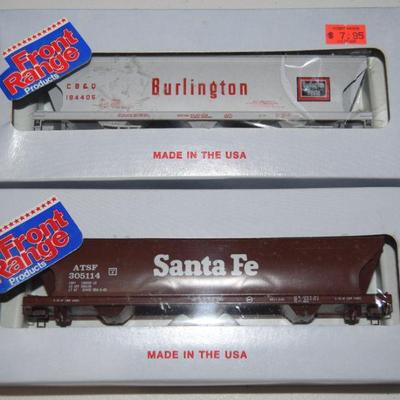 Front
Range
Products
$ 7.95
CB&Q
184406
Burlington
MADE IN THE USA
Front
Range
Products
ATSF
305114
Santa Fe
MADE IN THE USA